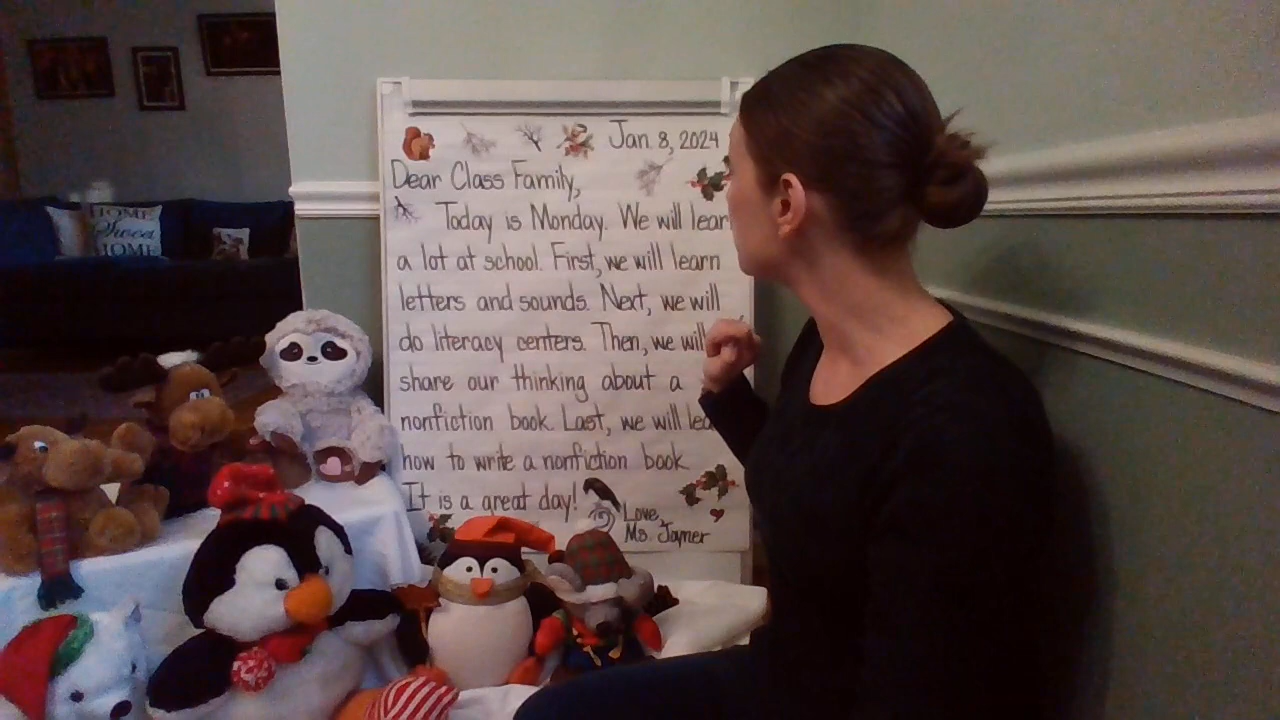 Jan. 8, 2024
Dear Class Family,
Today is Monday. We will lear
a lot at school. First, we will learn
letters and sounds. Next, we will
do literacy centers. Then, we will
share our thinking about a
nonfiction book. Last, we will lea
how to write a nonfiction book.
It is a great day!
Love,
Ms. Joyner
HOME
Sweet
HOME